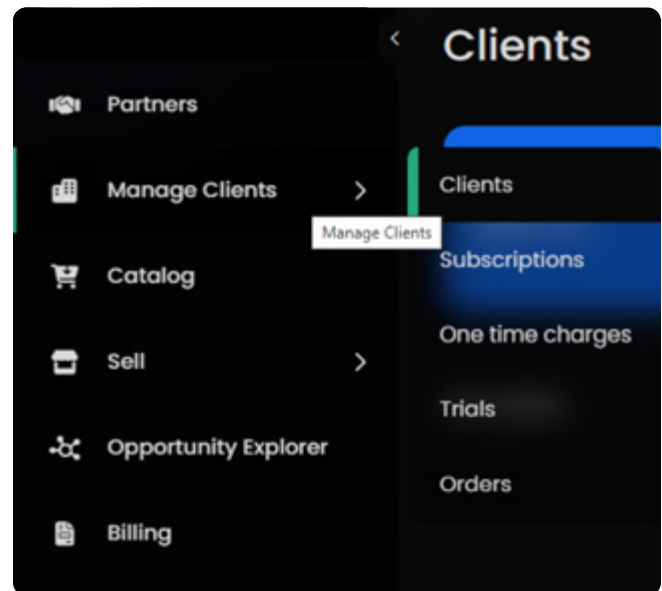 Clients
Partners
Manage Clients
Manage Clients
Catalog
Sell
Opportunity Explorer
Billing
Clients
Subscriptions
One time charges
Trials
Orders